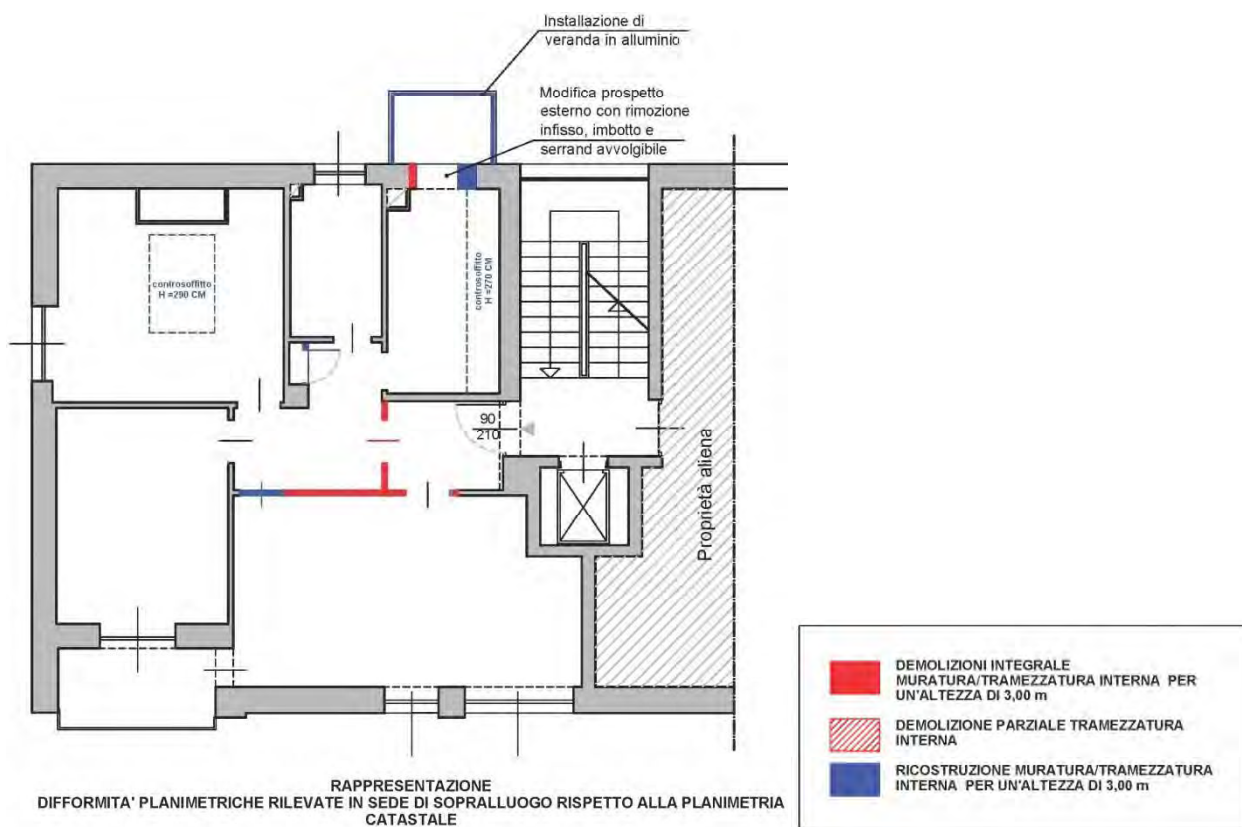 Installazione di
veranda in alluminio
Modifica prospetto
esterno con rimozione
infisso, imbotto e
serrand avvolgibile
controsoffitto
H =290 CM
controsoffitto
H =270 CM
90
210
Proprietà aliena
RAPPRESENTAZIONE
DIFFORMITA' PLANIMETRICHE RILEVATE IN SEDE DI SOPRALLUOGO RISPETTO ALLA PLANIMETRIA
CATASTALE
DEMOLIZIONI INTEGRALE
MURATURA/TRAMEZZATURA INTERNA PER
UN'ALTEZZA DI 3,00 m
DEMOLIZIONE PARZIALE TRAMEZZATURA
INTERNA
RICOSTRUZIONE MURATURA/TRAMEZZATURA
INTERNA PER UN'ALTEZZA DI 3,00 m